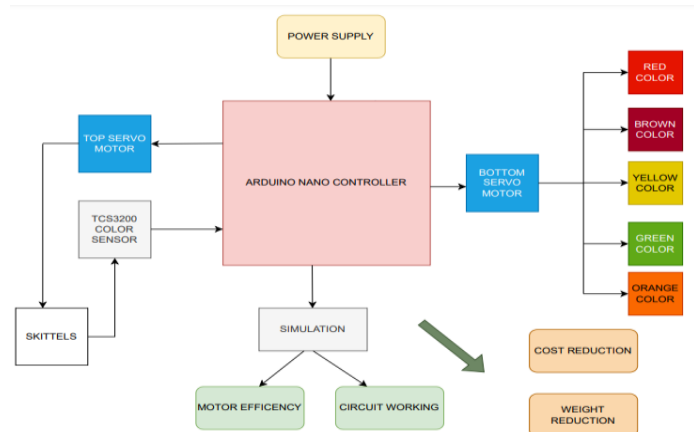 POWER SUPPLY
RED
COLOR
TOP SERVO
MOTOR
BROWN
COLOR
ARDUINO NANO CONTROLLER
BOTTOM
SERVO
MOTOR
YELLOW
COLOR
TCS3200
COLOR
SENSOR
GREEN
COLOR
ORANGE
COLOR
SKITTELS
SIMULATION
COST REDUCTION
MOTOR EFFICENCY
CIRCUIT WORKING
WEIGHT
REDUCTION